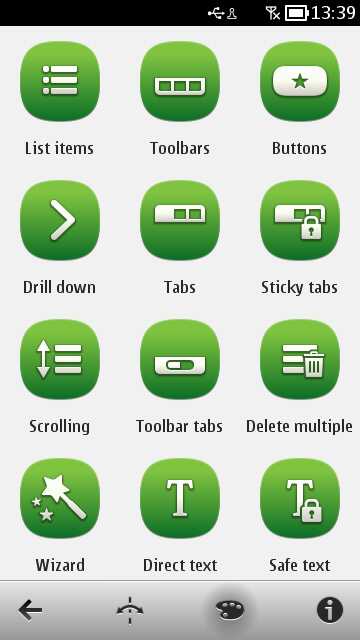 13:39
List items
Toolbars
Buttons
Drill down
Tabs
Sticky tabs
Scrolling
Toolbar tabs
Delete multiple
Wizard
Direct text
Safe text